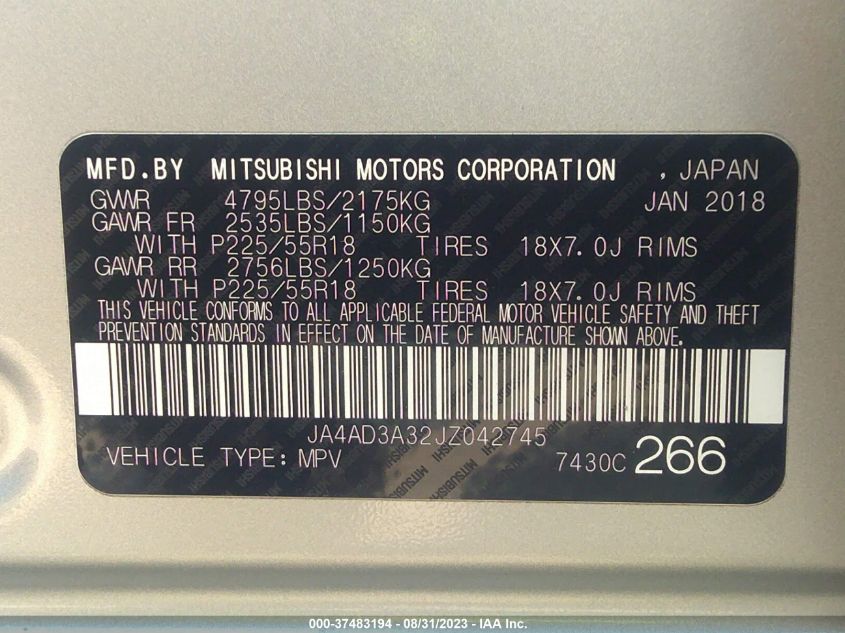 MFD.BY MITSUBISHI MOTORS CORPORATION , JAPAN
GVWR 4795LBS/2175KG JAN 2018
GAWR FR 2535LBS/1150KG
WITH P225/55R18 TIRES 18X7.0J RIMS
GAWR RR 2756LBS/1250KG
WITH P225/55R18 TIRES 18X7.0J RIMS
THIS VEHICLE CONFORMS TO ALL APPLICABLE FEDERAL MOTOR VEHICLE SAFETY AND THEFT
PREVENTION STANDARDS IN EFFECT ON THE DATE OF MANUFACTURE SHOWN ABOVE.
JA4AD3A32JZ042745
VEHICLE TYPE: MPV 7430C 266
000-37483194 - 08/31/2023 - IAA Inc.